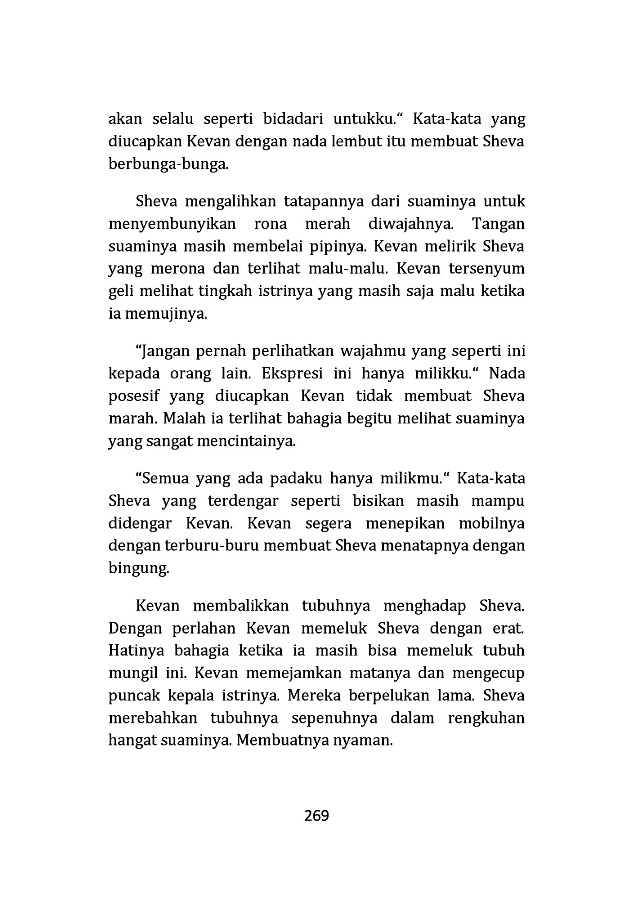 akan selalu seperti bidadari untukku.“ Kata-kata yang
diucapkan Kevan dengan nada lembut itu membuat Sheva
berbunga-bunga.
Sheva mengalihkan tatapannya dari suaminya untuk
menyembunyikan rona merah diwajahnya. Tangan
suaminya masih membelai pipinya. Kevan melirik Sheva
yang merona dan terlihat malu-malu. Kevan tersenyum
geli melihat tingkah istrinya yang masih saja malu ketika
ia memujinya.
“Jangan pernah perlihatkan wajahmu yang seperti ini
kepada orang lain. Ekspresi ini hanya milikku.“ Nada
posesif yang diucapkan Kevan tidak membuat Sheva
marah. Malah ia terlihat bahagia begitu melihat suaminya
yang sangat mencintainya.
“Semua yang ada padaku hanya milikmu.“ Kata-kata
Sheva yang terdengar seperti bisikan masih mampu
didengar Kevan. Kevan segera menepikan mobilnya
dengan terburu-buru membuat Sheva menatapnya dengan
bingung.
Kevan membalikkan tubuhnya menghadap Sheva.
Dengan perlahan Kevan memeluk Sheva dengan erat.
Hatinya bahagia ketika ia masih bisa memeluk tubuh
mungil ini. Kevan memejamkan matanya dan mengecup
puncak kepala istrinya. Mereka berpelukan lama. Sheva
merebahkan tubuhnya sepenuhnya dalam rengkuhan
hangat suaminya. Membuatnya nyaman.
269